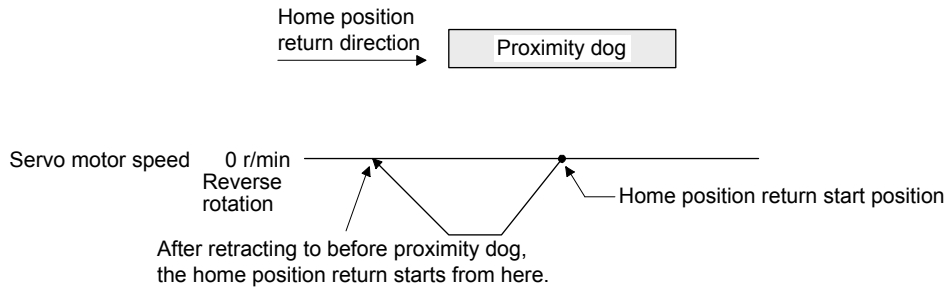 Home position
return direction
Proximity dog
Servo motor speed 0 r/min
Reverse
rotation
Home position return start position
After retracting to before proximity dog,
the home position return starts from here.